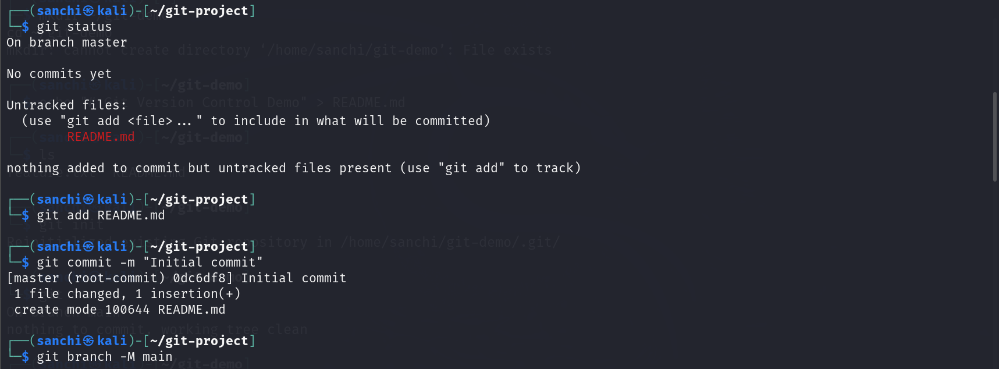 ┌──(sanchi㉿kali)-[~/git-project]
└─$ git status
On branch master
No commits yet
Untracked files:
  (use "git add <file>..." to include in what will be committed)
        README.md
nothing added to commit but untracked files present (use "git add" to track)
┌──(sanchi㉿kali)-[~/git-project]
└─$ git add README.md
┌──(sanchi㉿kali)-[~/git-project]
└─$ git commit -m "Initial commit"
[master (root-commit) 0dc6df8] Initial commit
 1 file changed, 1 insertion(+)
 create mode 100644 README.md
┌──(sanchi㉿kali)-[~/git-project]
└─$ git branch -M main